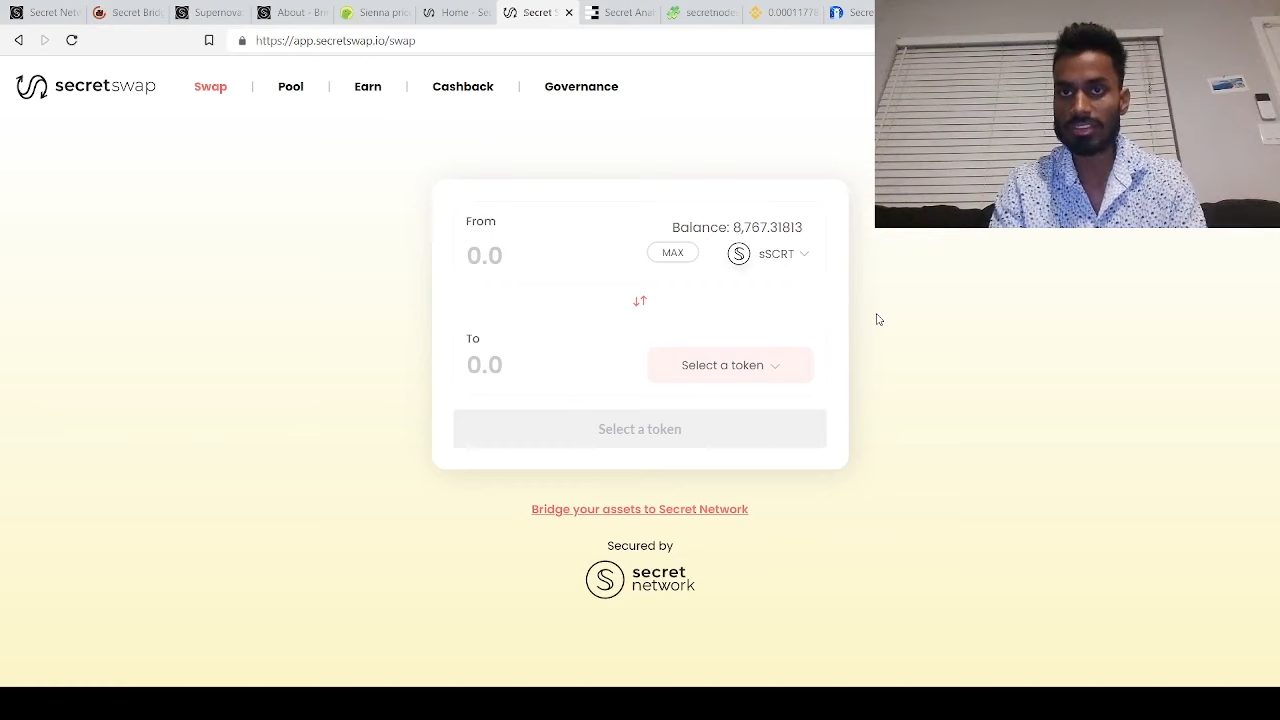 Secret Netw
Secret Bridg
Supernova
About - Bri
Sienna pric
Home - Se
Secret S
Secret Anal
secretnodes
0.00011778
Secre
https://app.secretswap.io/swap
secretswap
Swap | Pool | Earn | Cashback | Governance
From
Balance: 8,767.31813
0.0
MAX
sSCRT
To
0.0
Select a token
Select a token
Bridge your assets to Secret Network
Secured by
secret
network